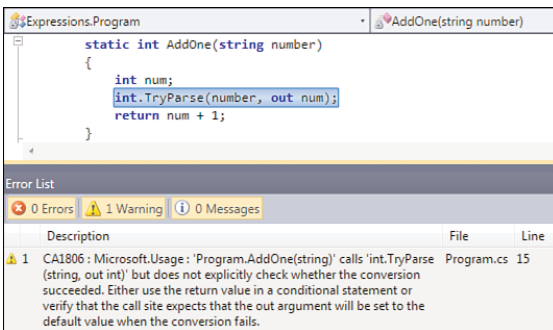 Expressions.Program
AddOne(string number)
static int AddOne(string number)
{
int num;
int.TryParse(number, out num);
return num + 1;
}
Error List
0 Errors
1 Warning
0 Messages
Description
File
Line
1
CA1806 : Microsoft.Usage : 'Program.AddOne(string)' calls 'int.TryParse
(string, out int)' but does not explicitly check whether the conversion
succeeded. Either use the return value in a conditional statement or
verify that the call site expects that the out argument will be set to the
default value when the conversion fails.
Program.cs
15